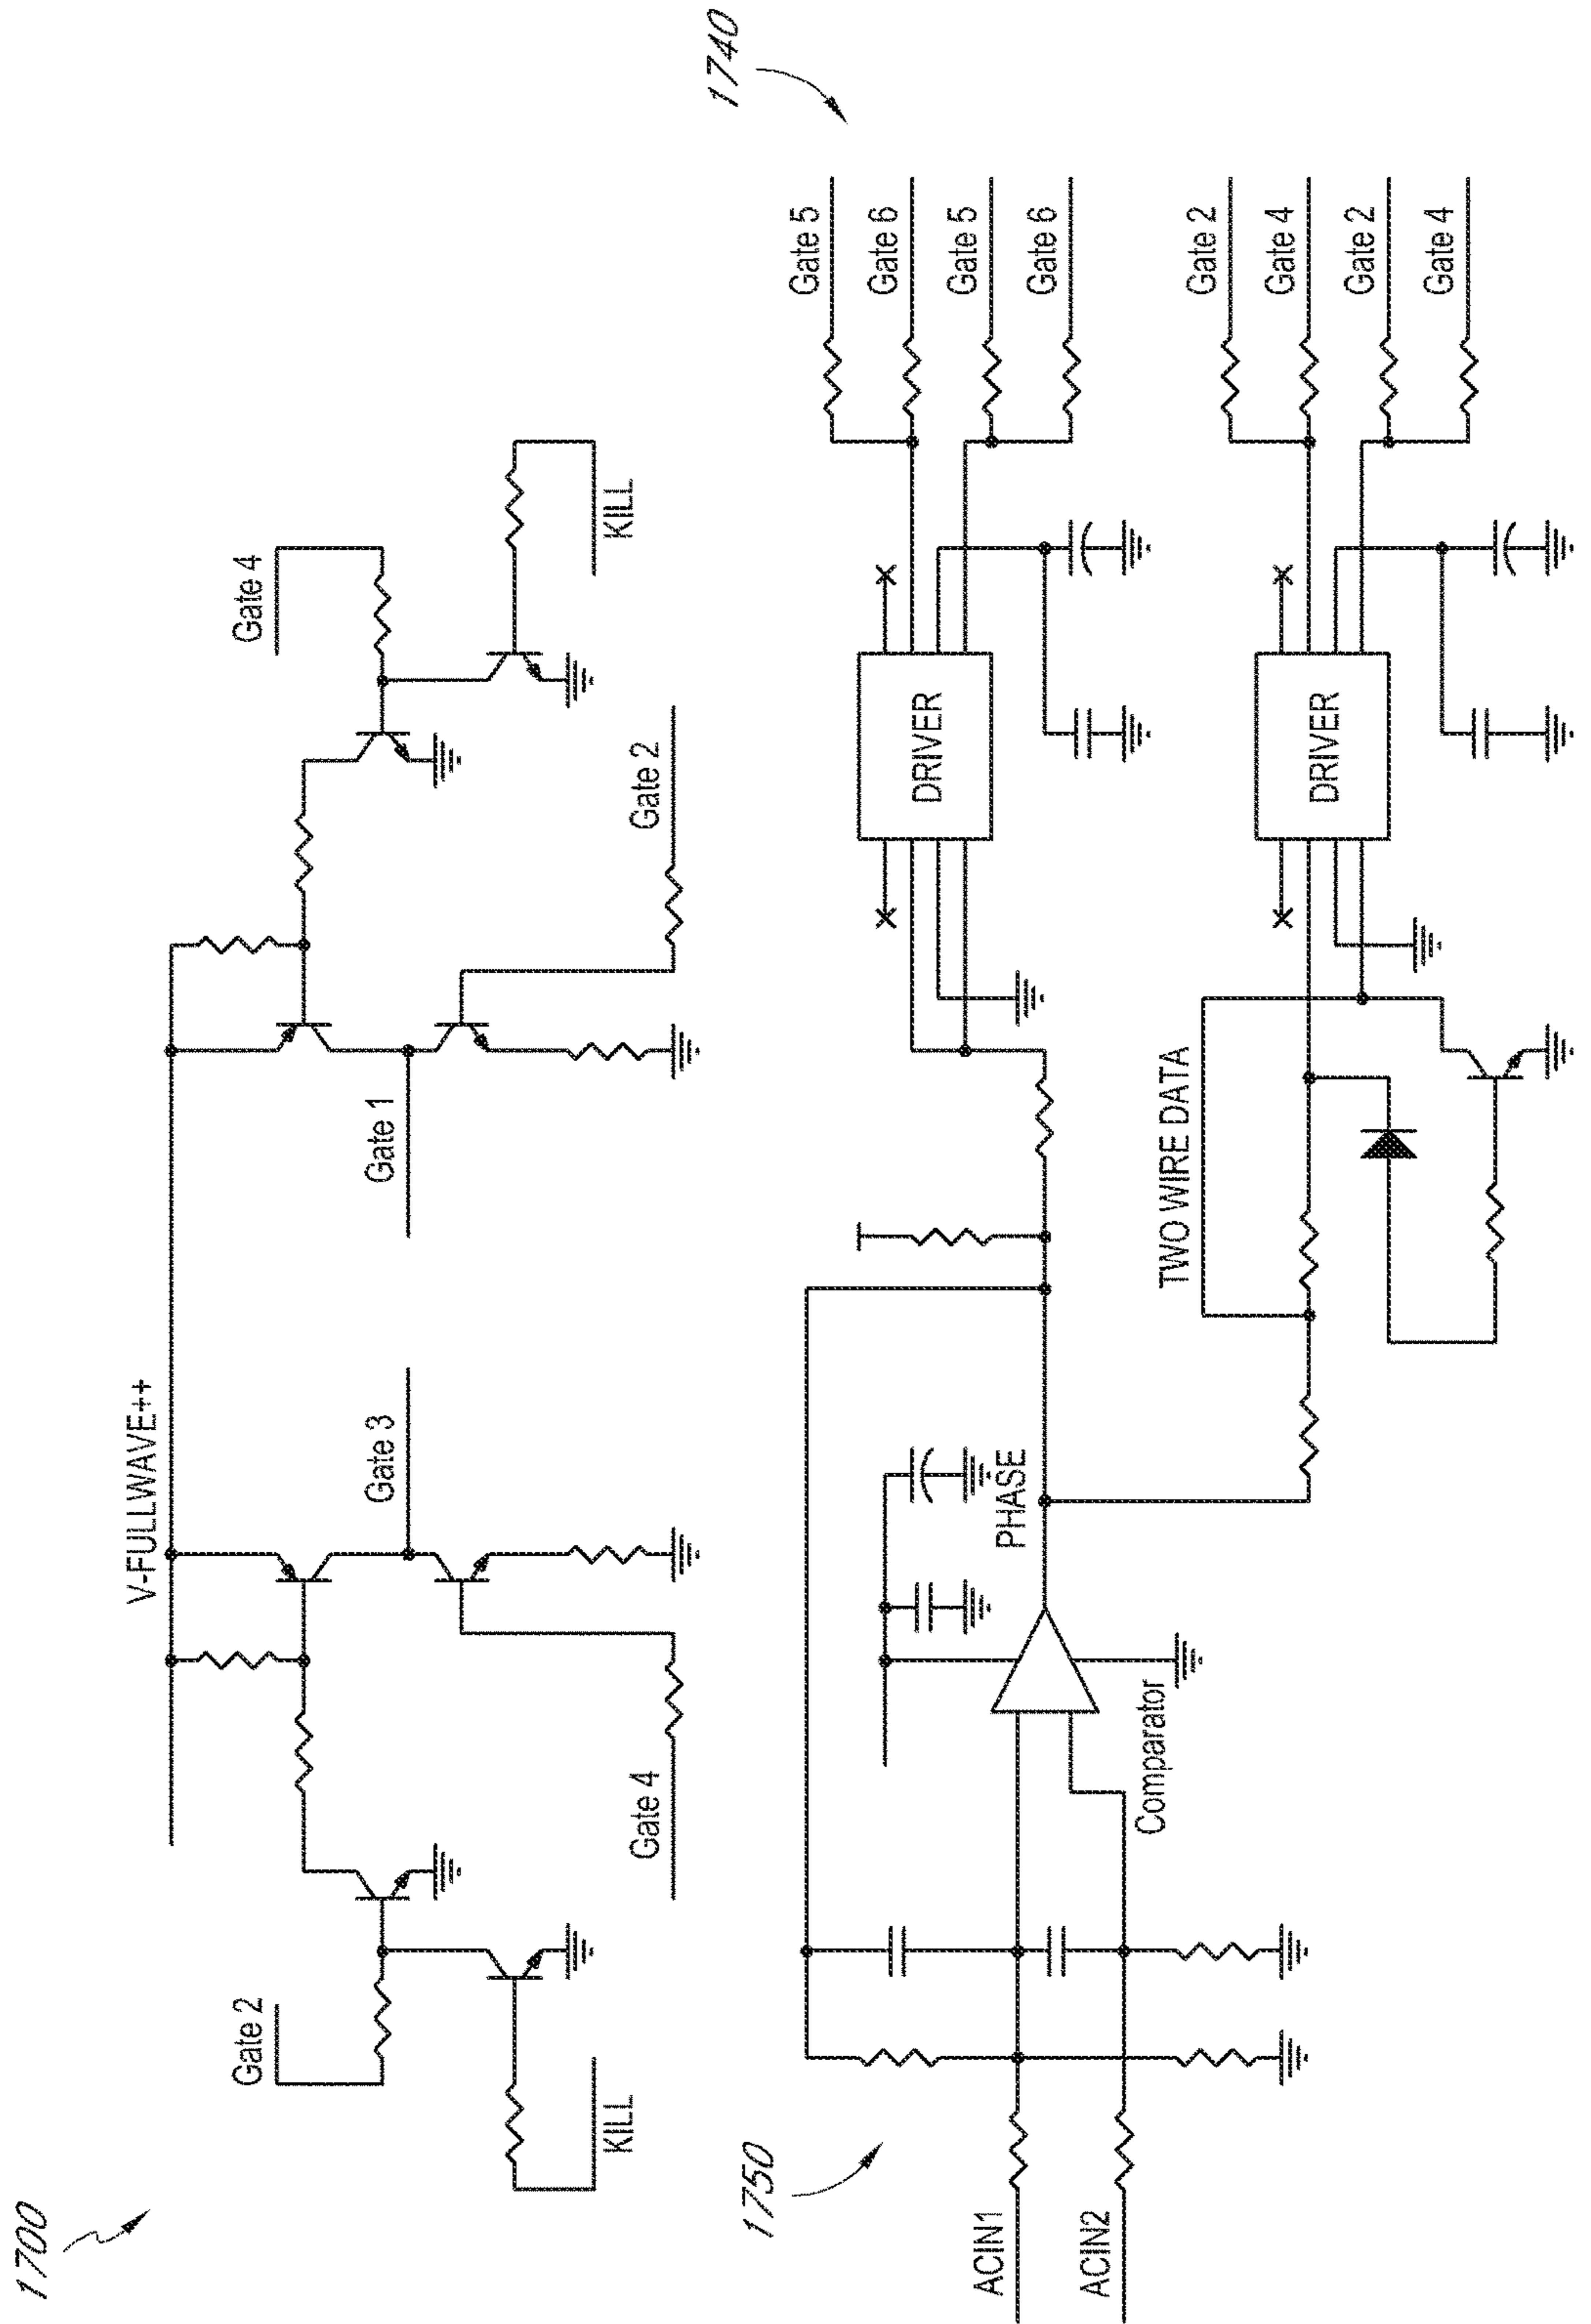 1700
V-FULLWAVE++
Gate 2
Gate 4
Gate 3
Gate 1
KILL
KILL
Gate 4
Gate 2
1740
1750
Gate 5
Gate 6
Gate 5
Gate 6
DRIVER
PHASE
ACIN1
ACIN2
Comparator
TWO WIRE DATA
DRIVER
Gate 2
Gate 4
Gate 2
Gate 4